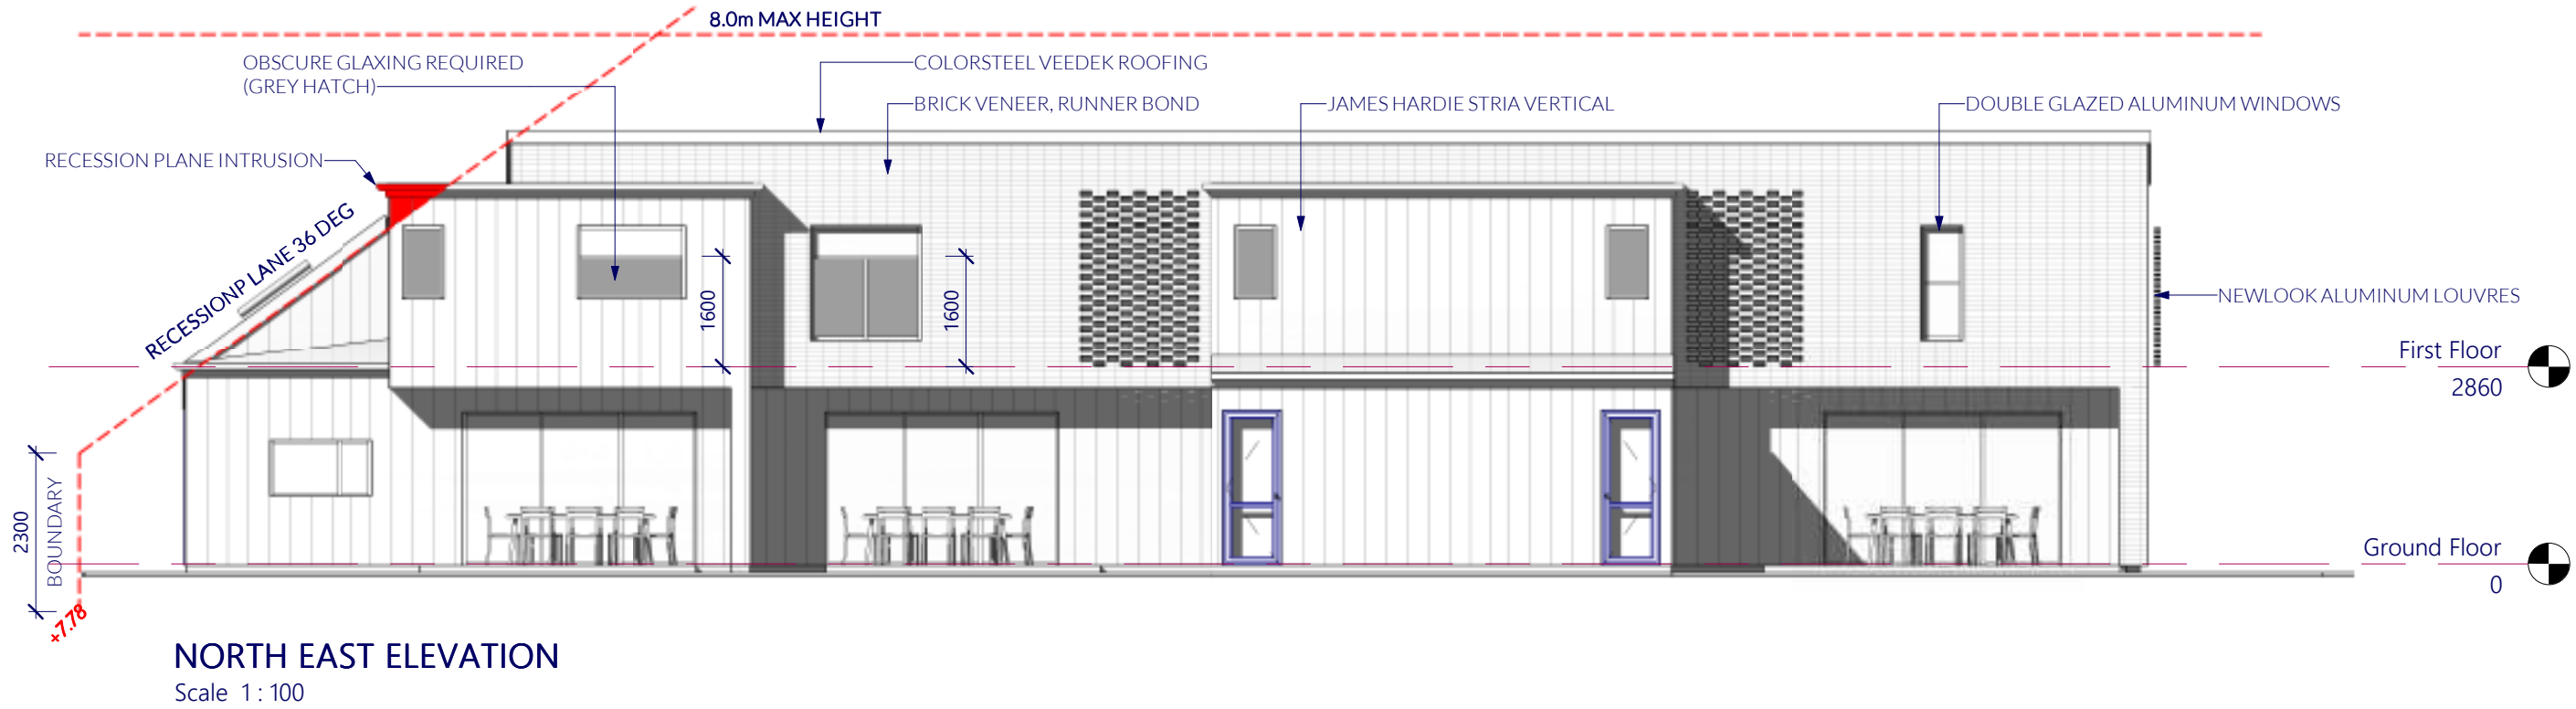 8.0m MAX HEIGHT
OBSCURE GLAXING REQUIRED
(GREY HATCH)
COLORSTEEL VEEDEK ROOFING
BRICK VENEER, RUNNER BOND
JAMES HARDIE STRIA VERTICAL
DOUBLE GLAZED ALUMINUM WINDOWS
RECESSION PLANE INTRUSION
RECESSIONP LANE 36 DEG
1600
1600
NEWLOOK ALUMINUM LOUVRES
First Floor
2860
2300
BOUNDARY
Ground Floor
0
+7.78
NORTH EAST ELEVATION
Scale 1 : 100